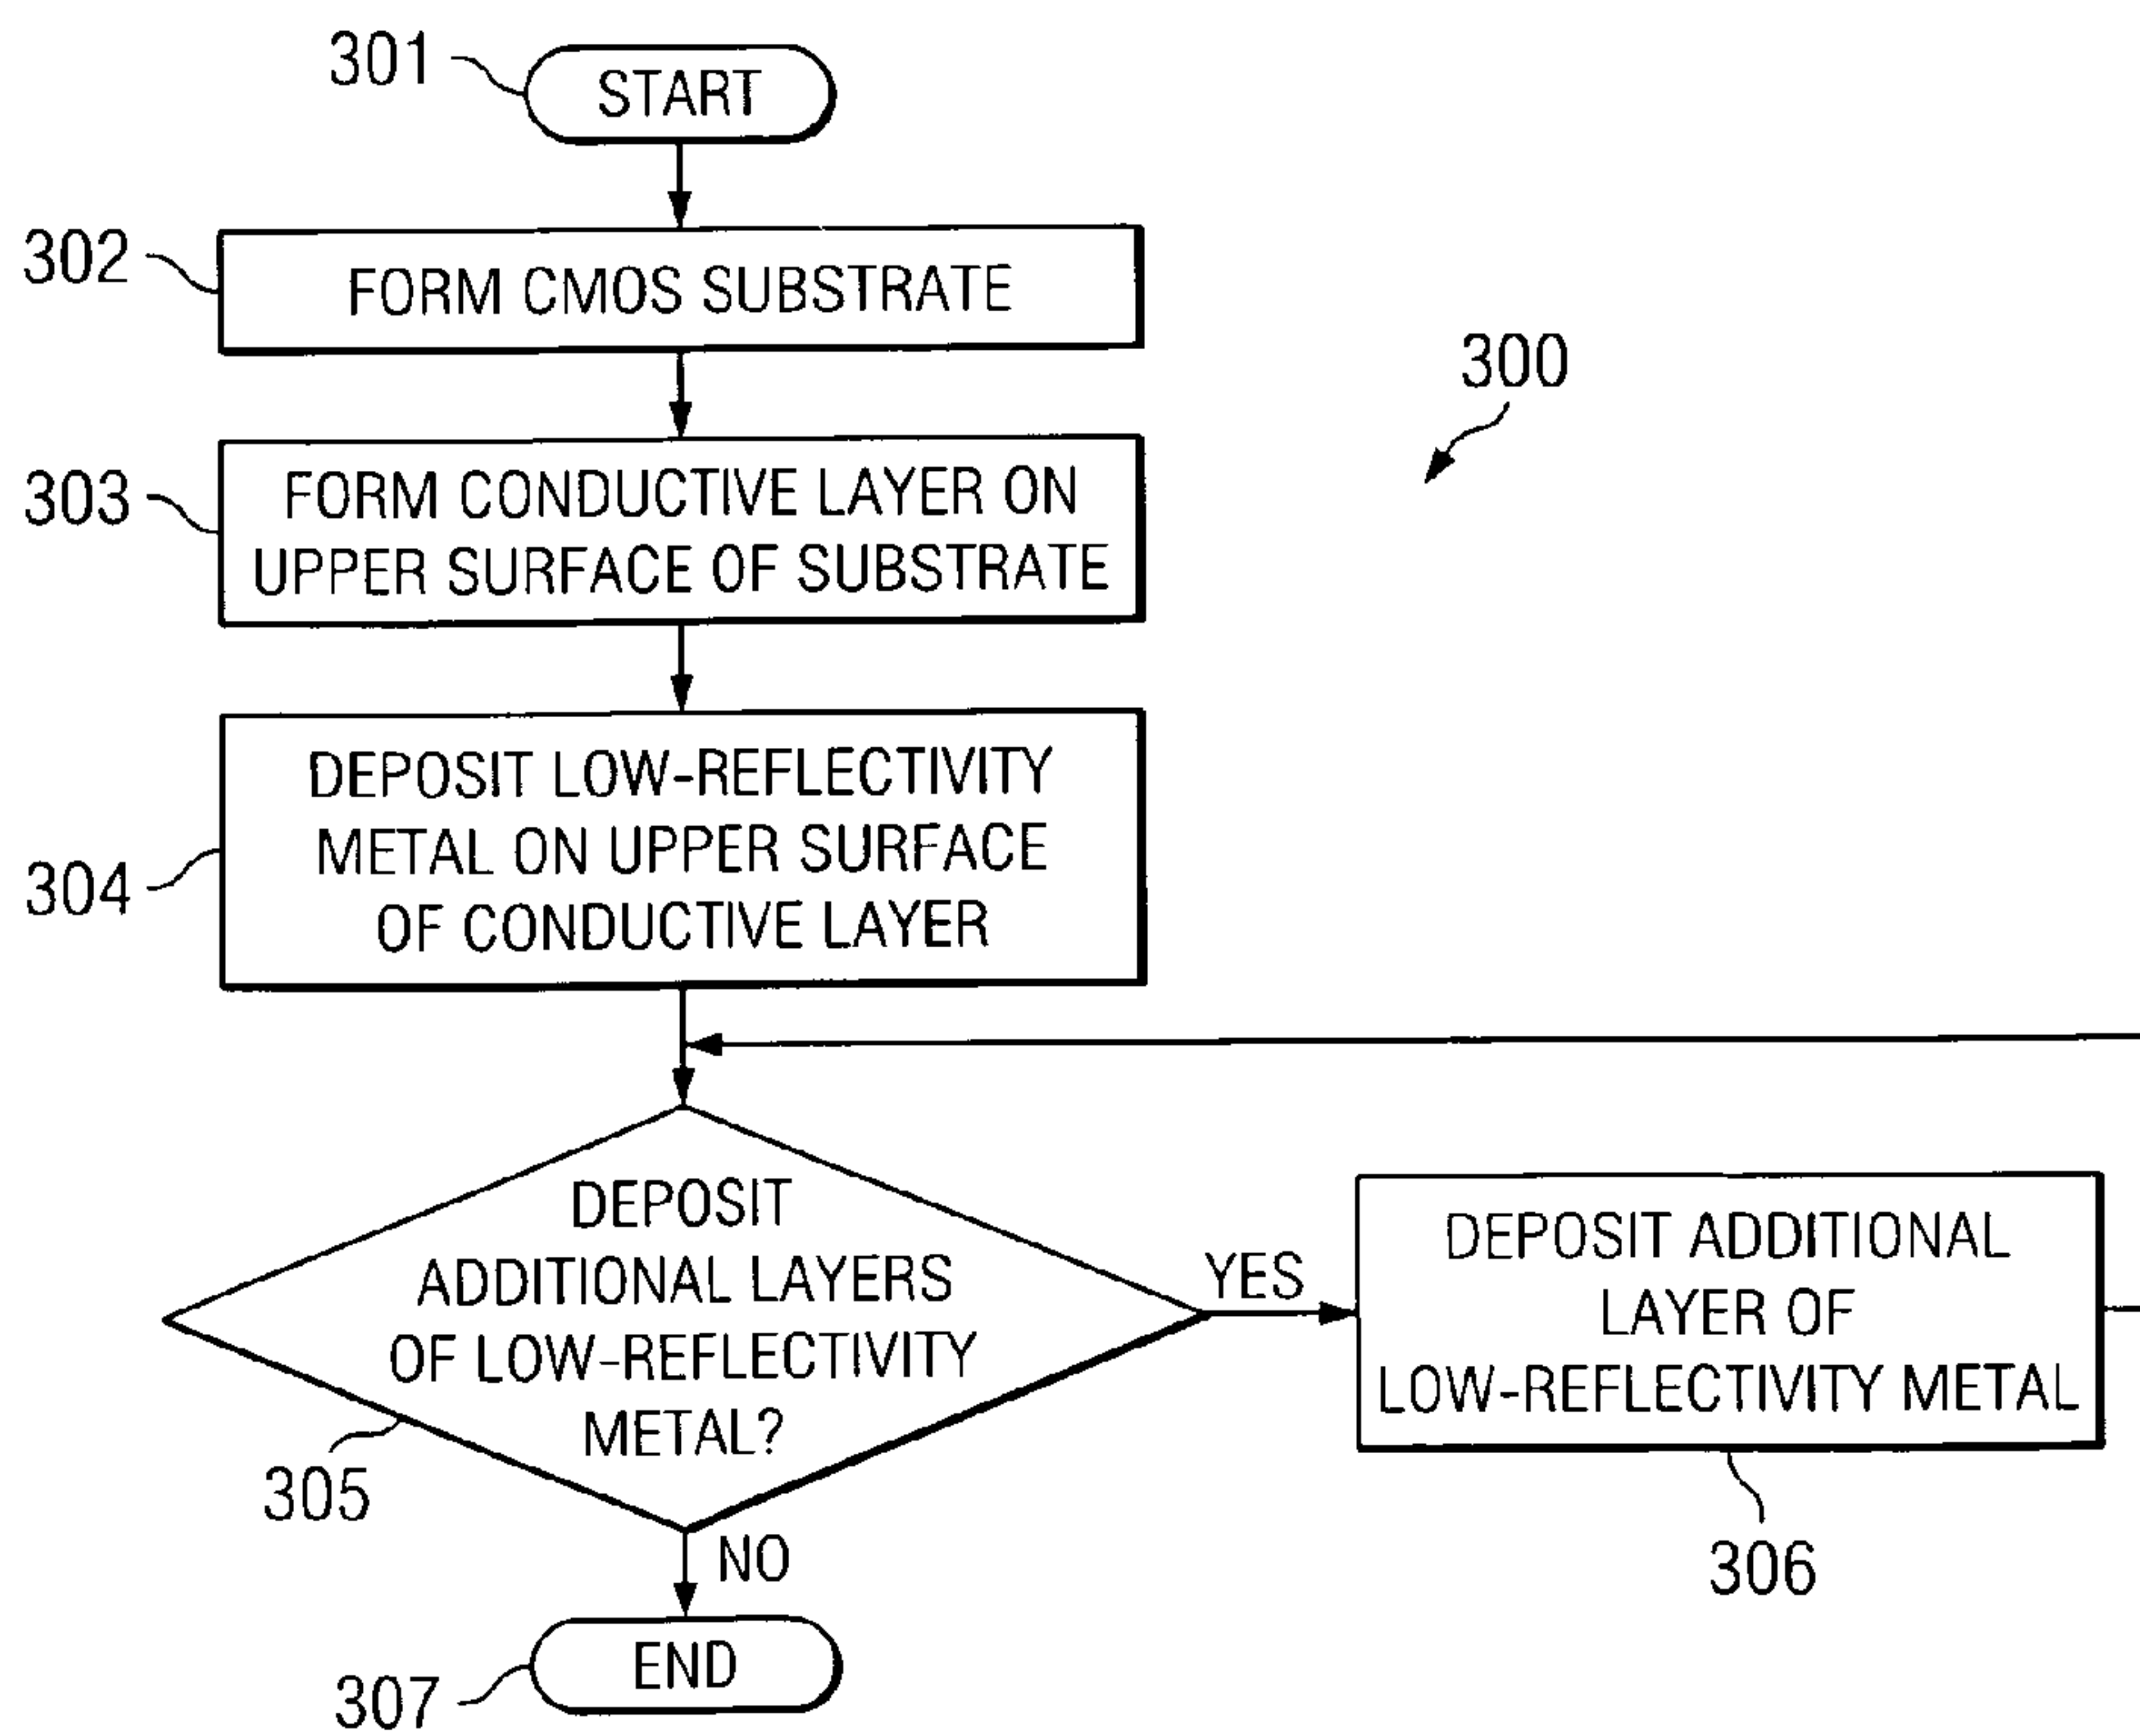 301
START
302
FORM CMOS SUBSTRATE
300
303
FORM CONDUCTIVE LAYER ON
UPPER SURFACE OF SUBSTRATE
304
DEPOSIT LOW-REFLECTIVITY
METAL ON UPPER SURFACE
OF CONDUCTIVE LAYER
DEPOSIT
ADDITIONAL LAYERS
OF LOW-REFLECTIVITY
METAL?
305
YES
DEPOSIT ADDITIONAL
LAYER OF
LOW-REFLECTIVITY METAL
306
NO
END
307